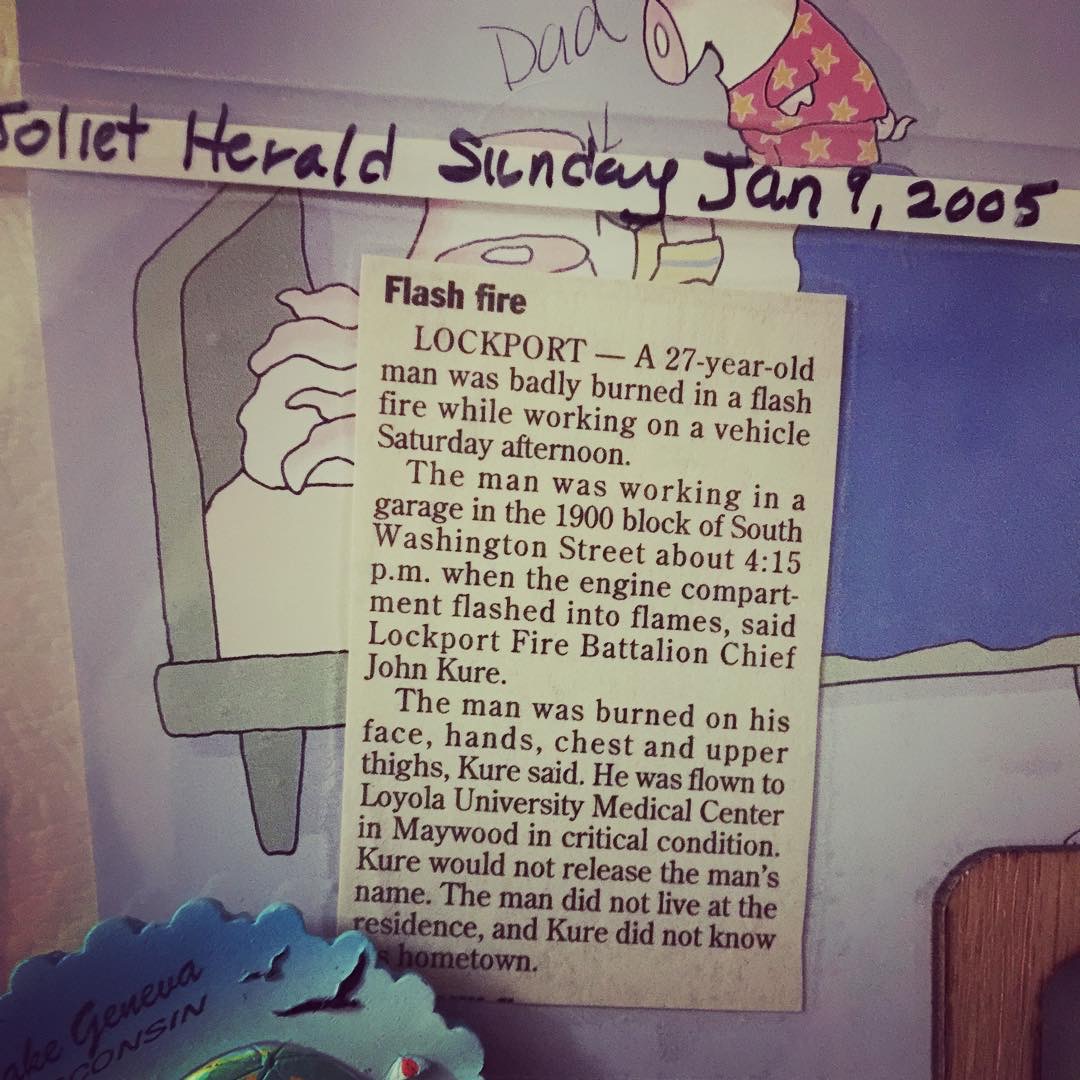 Dad
Joliet Herald Sunday Jan 9, 2005
Flash fire
LOCKPORT — A 27-year-old
man was badly burned in a flash
fire while working on a vehicle
Saturday afternoon.
The man was working in a
garage in the 1900 block of South
Washington Street about 4:15
p.m. when the engine compart-
ment flashed into flames, said
Lockport Fire Battalion Chief
John Kure.
The man was burned on his
face, hands, chest and upper
thighs, Kure said. He was flown to
Loyola University Medical Center
in Maywood in critical condition.
Kure would not release the man's
name. The man did not live at the
residence, and Kure did not know
hometown.
ake Geneva
CONSIN